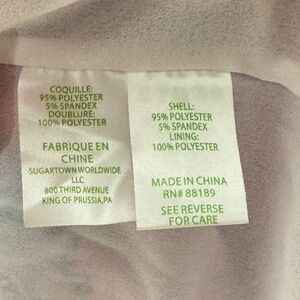 COQUILLE:
95% POLYESTER
5% SPANDEX
DOUBLURE:
100% POLYESTER
FABRIQUE EN
CHINE
SUGARTOWN WORLDWIDE
LLC
800 THIRD AVENUE
KING OF PRUSSIA,PA
SHELL:
95% POLYESTER
5% SPANDEX
LINING:
100% POLYESTER
MADE IN CHINA
RN# 88189
SEE REVERSE
FOR CARE